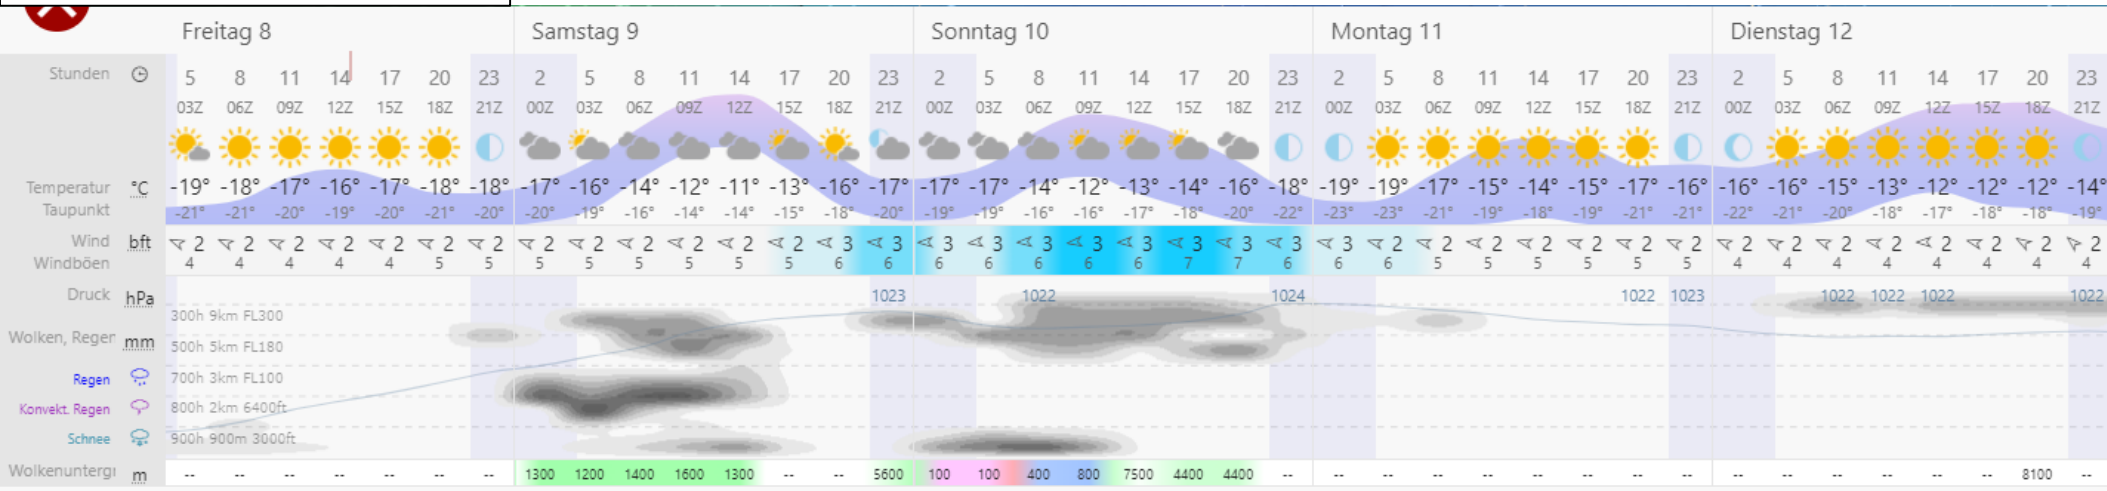 Freitag 8 Samstag 9 Sonntag 10 Montag 11 Dienstag 12
Stunden 5 8 11 14 17 20 23 2 5 8 11 14 17 20 23 2 5 8 11 14 17 20 23 2 5 8 11 14 17 20 23 2 5 8 11 14 17 20 23
03Z 06Z 09Z 12Z 15Z 18Z 21Z 00Z 03Z 06Z 09Z 12Z 15Z 18Z 21Z 00Z 03Z 06Z 09Z 12Z 15Z 18Z 21Z 00Z 03Z 06Z 09Z 12Z 15Z 18Z 21Z 00Z 03Z 06Z 09Z 12Z 15Z 18Z 21Z
Temperatur °C -19° -18° -17° -16° -17° -18° -18° -17° -16° -14° -12° -11° -13° -16° -17° -17° -17° -14° -12° -13° -14° -16° -18° -19° -19° -17° -15° -14° -15° -17° -16° -16° -16° -15° -13° -12° -12° -12° -14°
Taupunkt -21° -21° -20° -19° -20° -21° -20° -20° -19° -16° -14° -14° -15° -18° -20° -19° -19° -16° -16° -17° -18° -20° -22° -23° -23° -21° -19° -18° -19° -21° -21° -22° -21° -20° -18° -17° -18° -18° -19°
Wind bft 2 2 2 2 2 2 2 2 2 2 2 2 2 3 3 3 3 3 3 3 3 3 3 3 2 2 2 2 2 2 2 2 2 2 2 2 2 2 2
Windböen 4 4 4 4 4 5 5 5 5 5 5 5 5 6 6 6 6 6 6 6 7 7 6 6 6 5 5 5 5 5 5 4 4 4 4 4 4 4 4
Druck hPa 1023 1022 1024 1022 1023 1022 1022 1022 1022
300h 9km FL300
Wolken, Regen mm
500h 5km FL180
Regen 700h 3km FL100
Konvekt. Regen 800h 2km 6400ft
Schnee 900h 900m 3000ft
Wolkenuntergr m -- -- -- -- -- -- -- 1300 1200 1400 1600 1300 -- -- 5600 100 100 400 800 7500 4400 4400 -- -- -- -- -- -- -- -- -- -- -- -- -- -- -- 8100 --